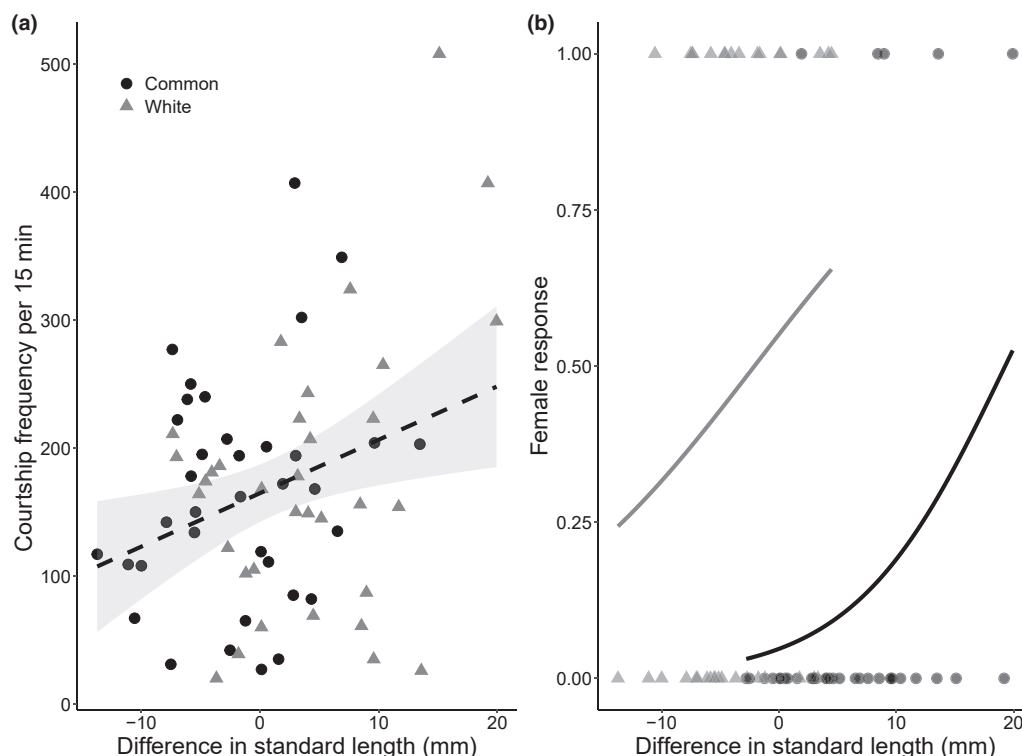 (a)
Courtship frequency per 15 min
500
400
300
200
100
0
Common
White
−10
0
10
20
Difference in standard length (mm)
(b)
Female response
1.00
0.75
0.50
0.25
0.00
−10
0
10
20
Difference in standard length (mm)